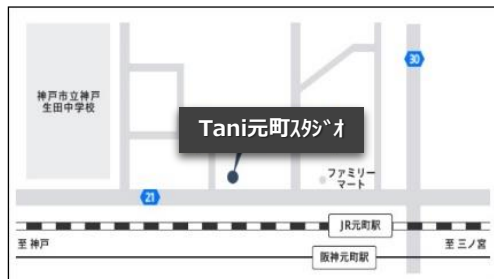 30
神戸市立神戸
生田中学校
Tani元町ｽﾀｼﾞｵ
ファミリー
マート
21
JR元町駅
至 神戸
至 三ノ宮
阪神元町駅